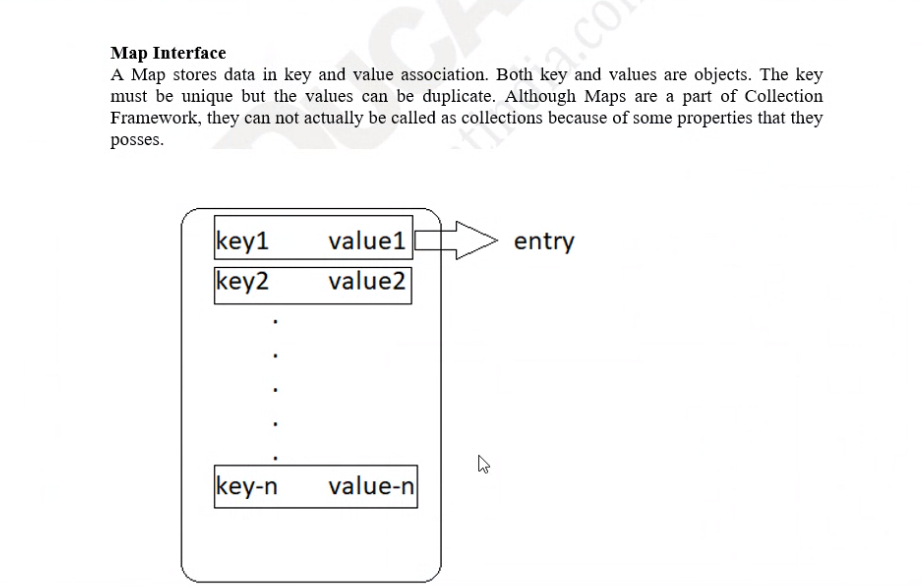 Map Interface
A Map stores data in key and value association. Both key and values are objects. The key
must be unique but the values can be duplicate. Although Maps are a part of Collection
Framework, they can not actually be called as collections because of some properties that they
posses.
key1 value1 entry
key2 value2
key-n value-n